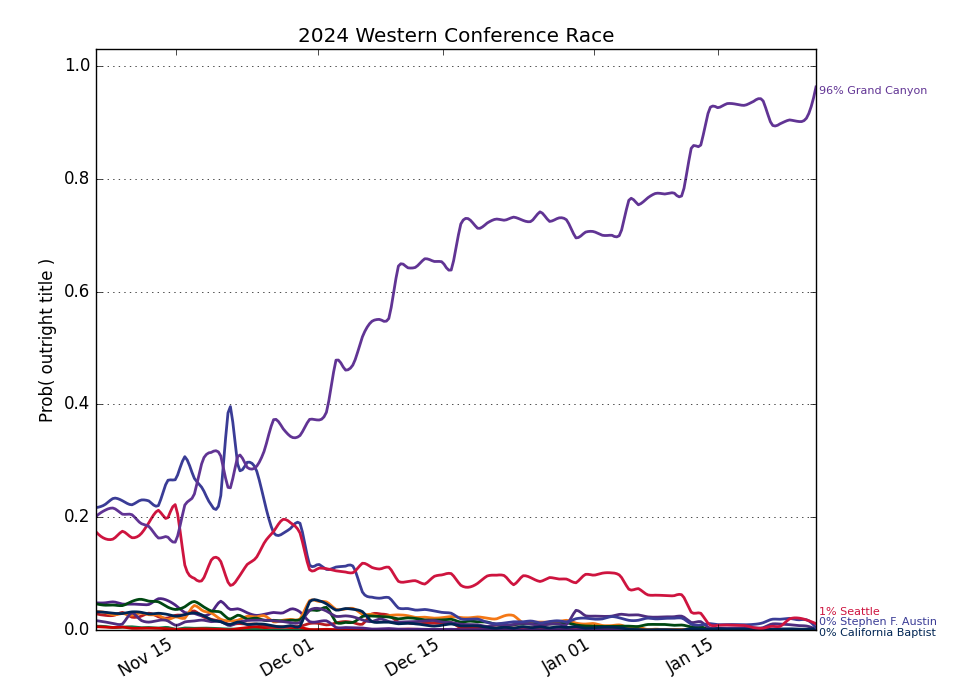 2024 Western Conference Race
1.0
0.8
0.6
0.4
0.2
0.0
Prob( outright title )
Nov 15
Dec 01
Dec 15
Jan 01
Jan 15
96% Grand Canyon
1% Seattle
0% Stephen F. Austin
0% California Baptist